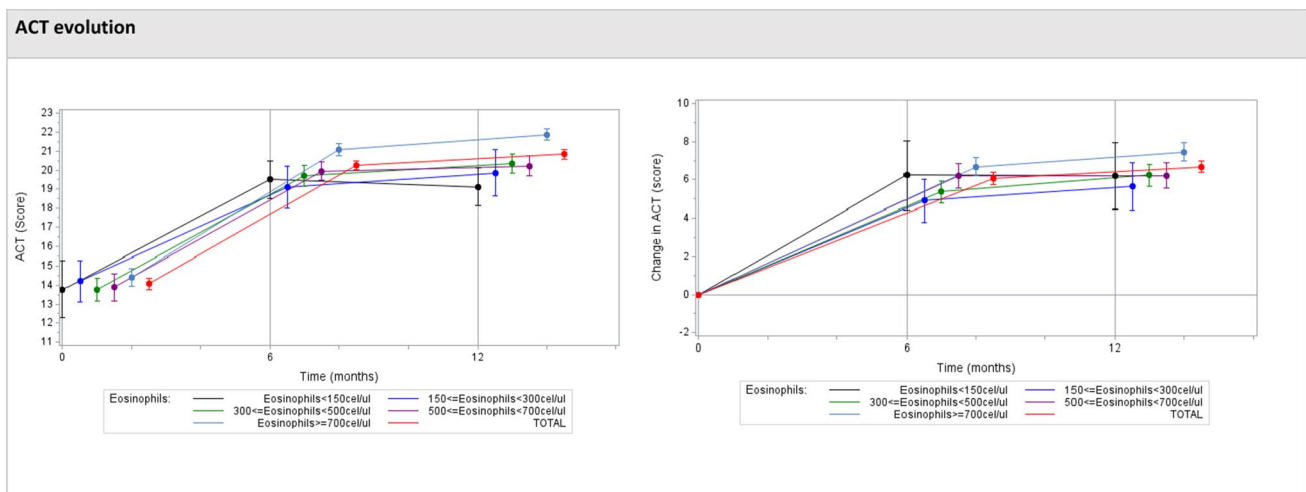 ACT evolution
23
22
21
20
19
18
17
16
15
14
13
12
11
ACT (Score)
0 6 12
Time (months)
Eosinophils: Eosinophils<150cel/ul 150<=Eosinophils<300cel/ul
300<=Eosinophils<500cel/ul 500<=Eosinophils<700cel/ul
Eosinophils>=700cel/ul TOTAL
10
8
6
4
2
0
-2
Change in ACT (score)
0 6 12
Time (months)
Eosinophils: Eosinophils<150cel/ul 150<=Eosinophils<300cel/ul
300<=Eosinophils<500cel/ul 500<=Eosinophils<700cel/ul
Eosinophils>=700cel/ul TOTAL